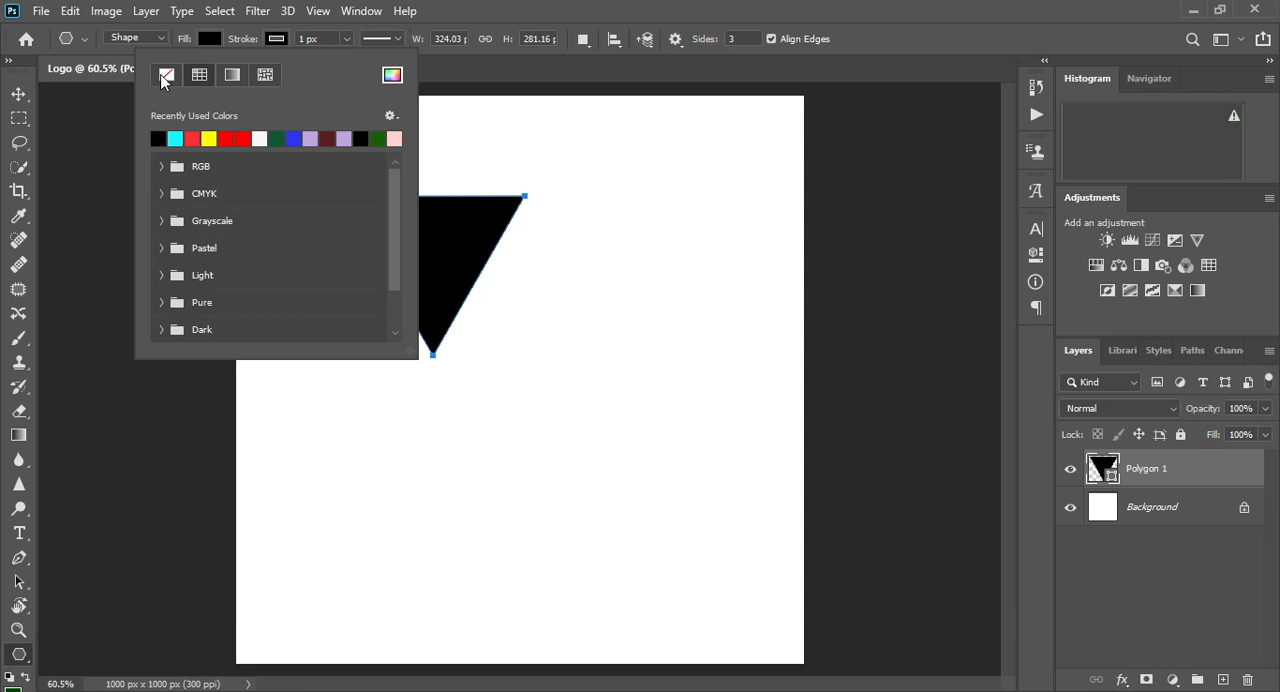 Ps File Edit Image Layer Type Select Filter 3D View Window Help
Shape Fill: Stroke: 1 px W: 324.03 p H: 281.16 p Sides: 3 Align Edges
Logo @ 60.5% (Po
Recently Used Colors
RGB
CMYK
Grayscale
Pastel
Light
Pure
Dark
Histogram Navigator
Adjustments
Add an adjustment
Layers Librari Styles Paths Chann
Kind
Normal Opacity: 100%
Lock: Fill: 100%
Polygon 1
Background
60.5% 1000 px x 1000 px (300 ppi)